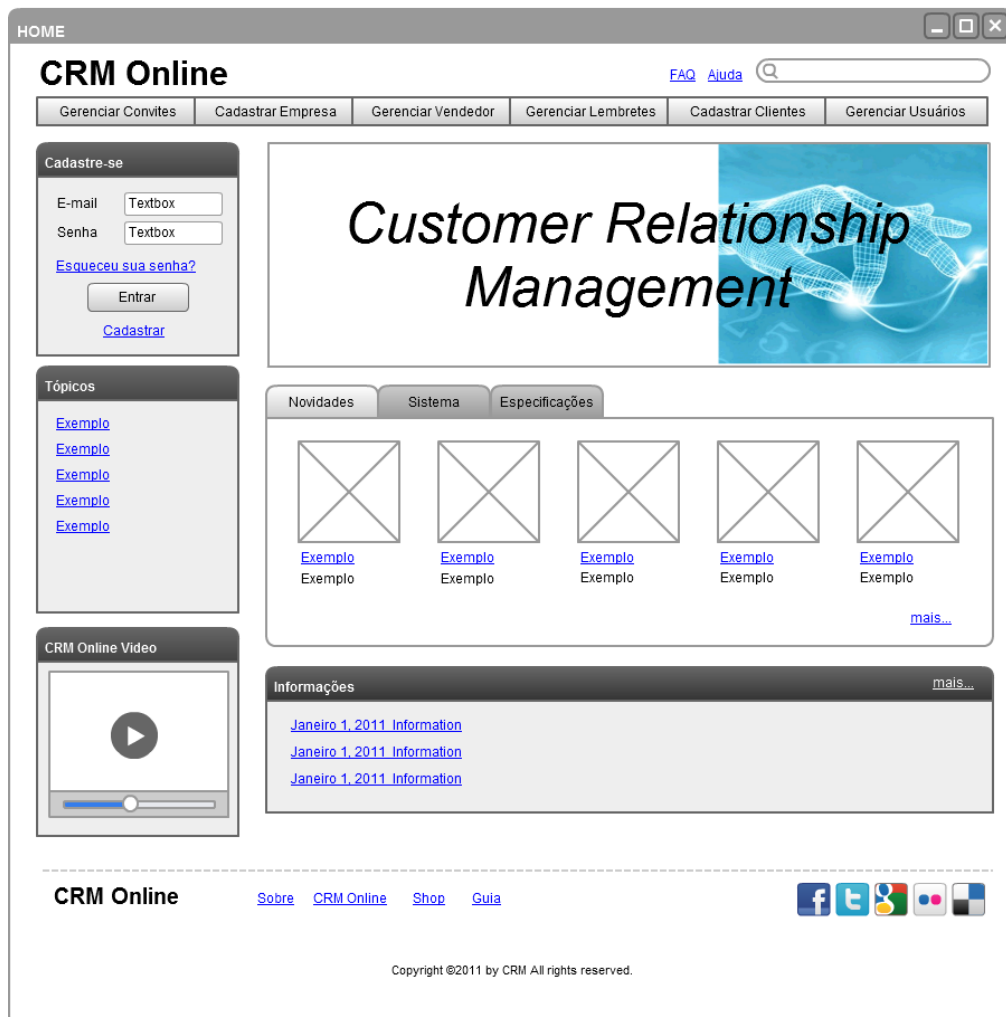 HOME
CRM Online
FAQ Ajuda
Gerenciar Convites Cadastrar Empresa Gerenciar Vendedor Gerenciar Lembretes Cadastrar Clientes Gerenciar Usuários
Cadastre-se
E-mail Textbox
Senha Textbox
Esqueceu sua senha?
Entrar
Cadastrar
Customer Relationship
Management
Tópicos
Exemplo
Exemplo
Exemplo
Exemplo
Exemplo
Novidades Sistema Especificações
Exemplo Exemplo Exemplo Exemplo Exemplo
Exemplo Exemplo Exemplo Exemplo Exemplo
mais...
CRM Online Video
Informações mais...
Janeiro 1, 2011 Information
Janeiro 1, 2011 Information
Janeiro 1, 2011 Information
CRM Online
Sobre CRM Online Shop Guia
Copyright ©2011 by CRM All rights reserved.